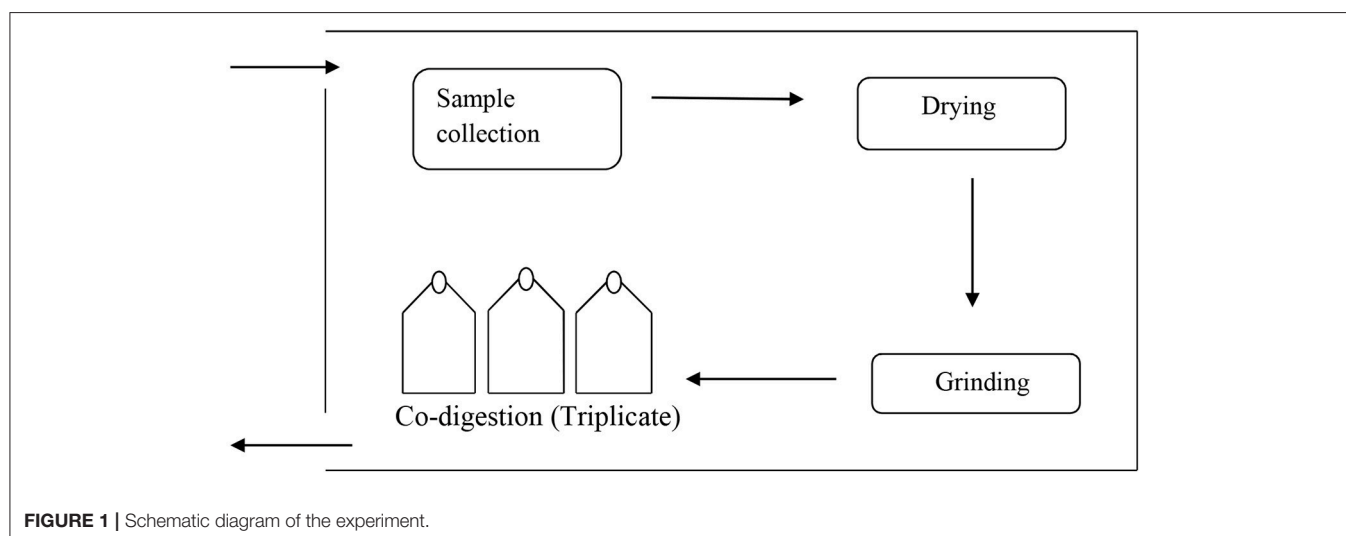 Sample
collection
Drying
Grinding
Co-digestion (Triplicate)
FIGURE 1 | Schematic diagram of the experiment.